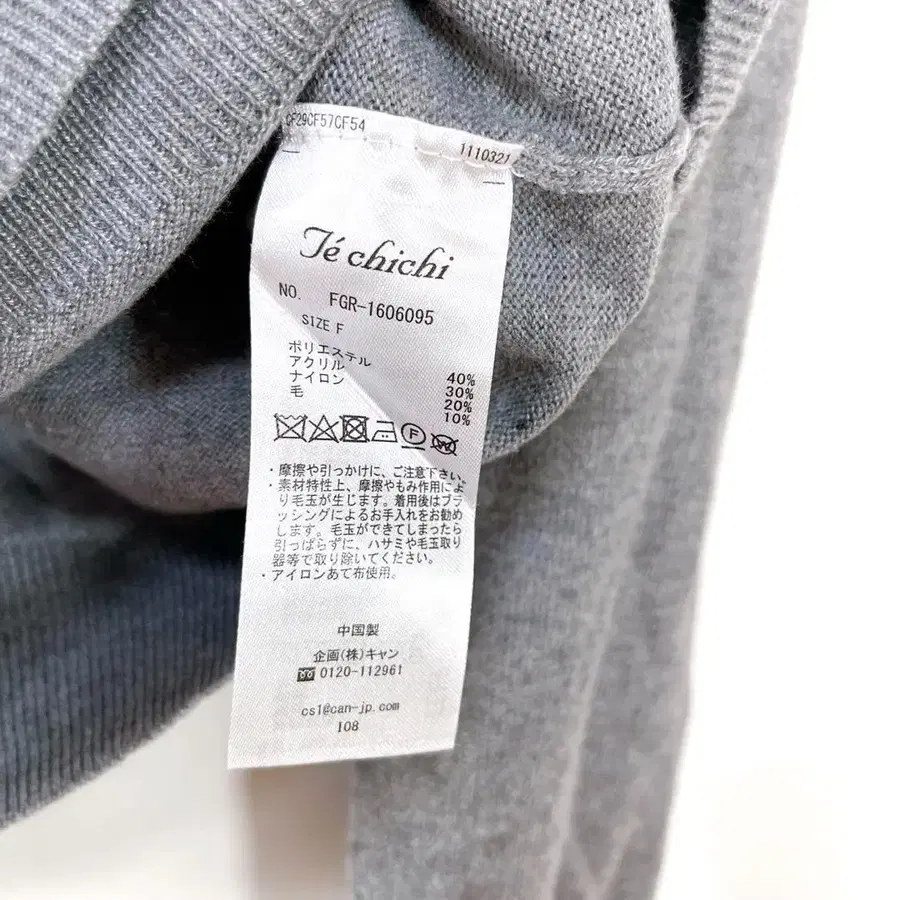 CF29CF57CF54
1110321
Té chichi
NO. FGR-1606095
SIZE F
ポリエステル 40%
アクリル 30%
ナイロン 20%
毛 10%
・摩擦や引っかけに、ご注意下さい。
・素材特性上、摩擦やもみ作用によ
り毛玉が生じます。着用後はブラ
ッシングによるお手入れをお勧め
します。毛玉ができてしまったら
引っぱらずに、ハサミや毛玉取り
器等で取り除いてください。
・アイロンあて布使用。
中国製
企画(株)キャン
0120-112961
cs1@can-jp.com
I08